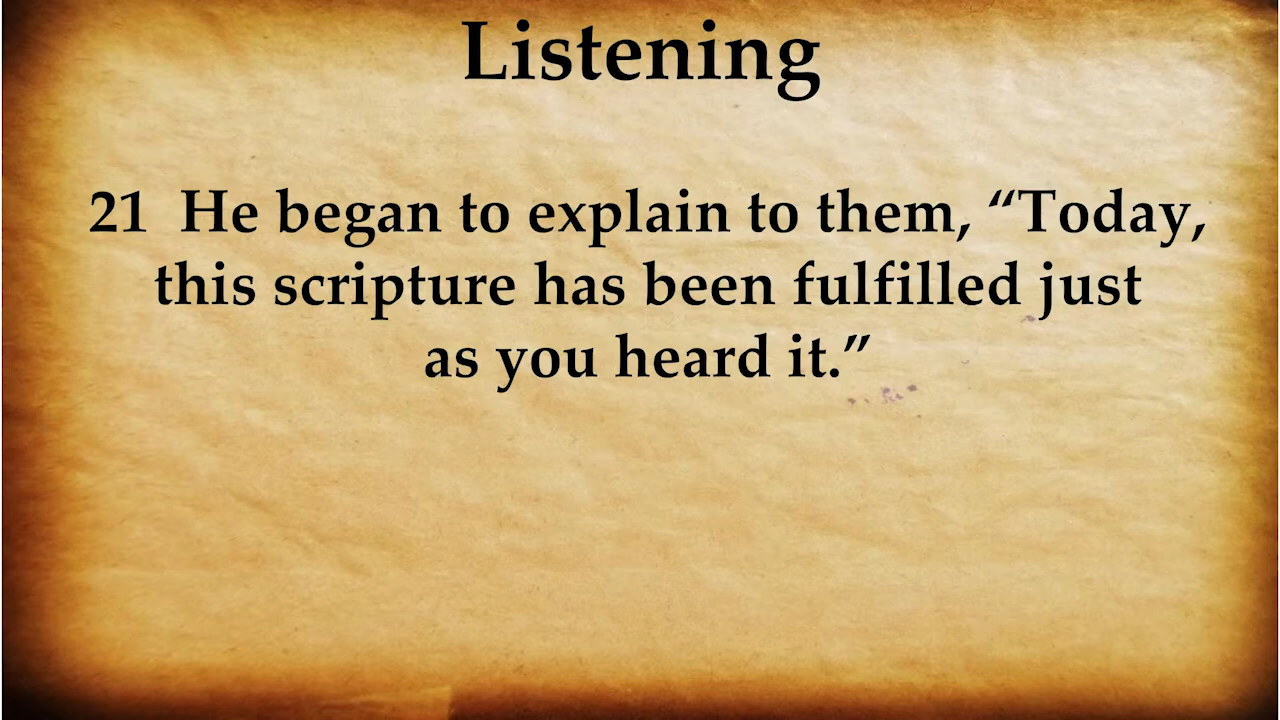 Listening
21 He began to explain to them, “Today,
this scripture has been fulfilled just
as you heard it.”